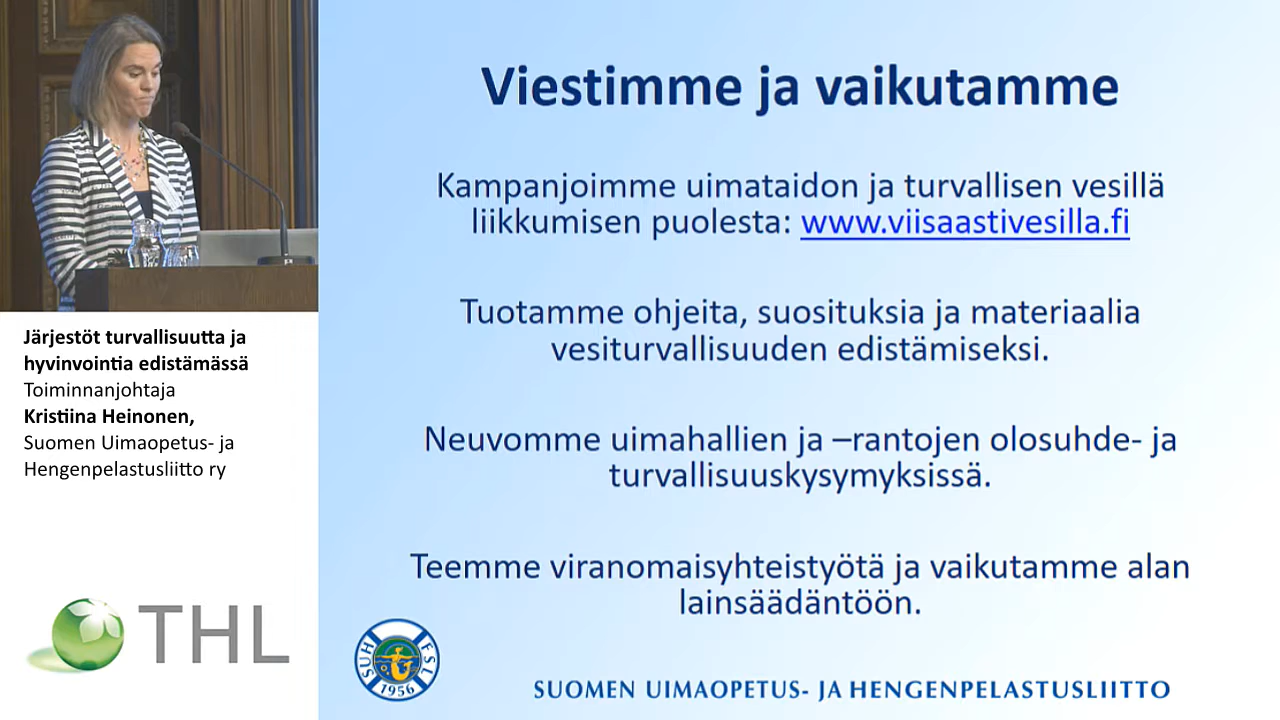 Järjestöt turvallisuutta ja
hyvinvointia edistämässä
Toiminnanjohtaja
Kristiina Heinonen,
Suomen Uimaopetus- ja
Hengenpelastusliitto ry
THL
Viestimme ja vaikutamme
Kampanjoimme uimataidon ja turvallisen vesillä
liikkumisen puolesta: www.viisaastivesilla.fi
Tuotamme ohjeita, suosituksia ja materiaalia
vesiturvallisuuden edistämiseksi.
Neuvomme uimahallien ja –rantojen olosuhde- ja
turvallisuuskysymyksissä.
Teemme viranomaisyhteistyötä ja vaikutamme alan
lainsäädäntöön.
SUH FSL
1956
SUOMEN UIMAOPETUS- JA HENGENPELASTUSLIITTO